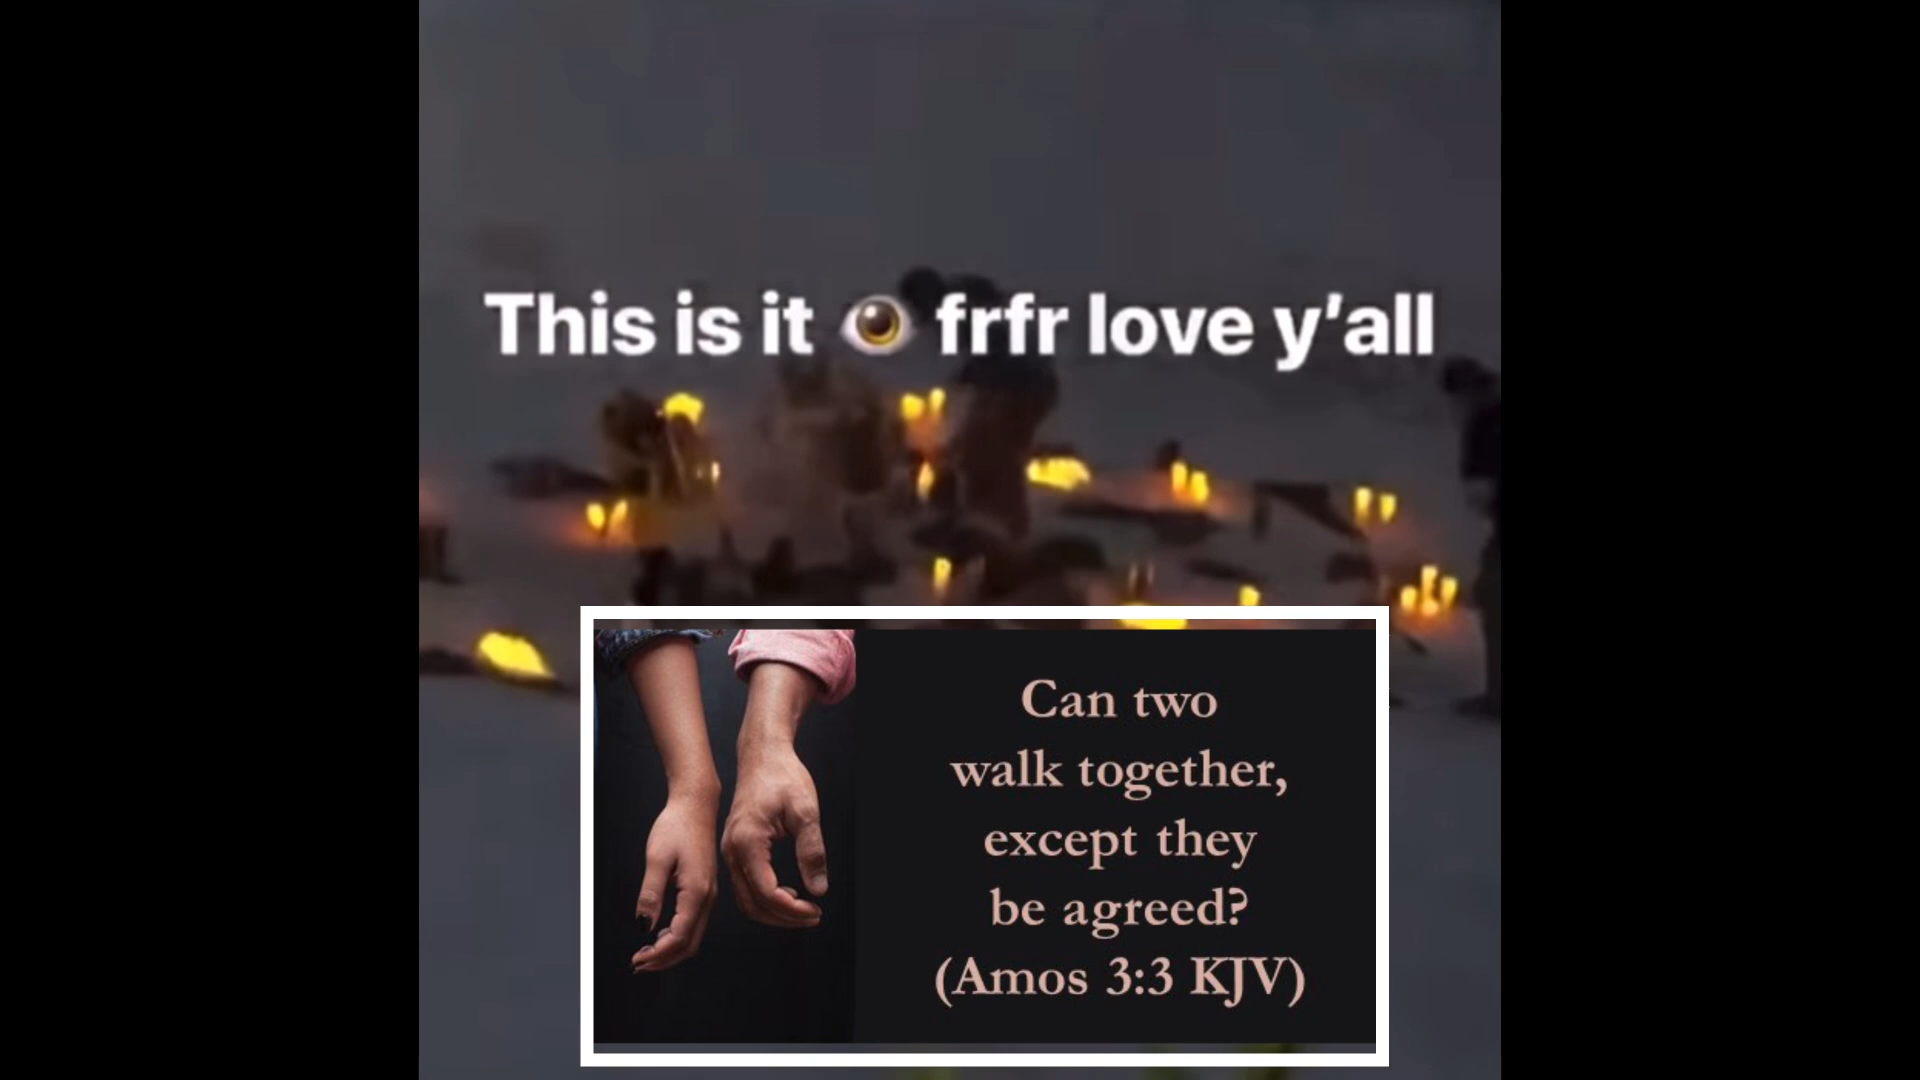 This is it 👁️ frfr love y’all
Can two
walk together,
except they
be agreed?
(Amos 3:3 KJV)